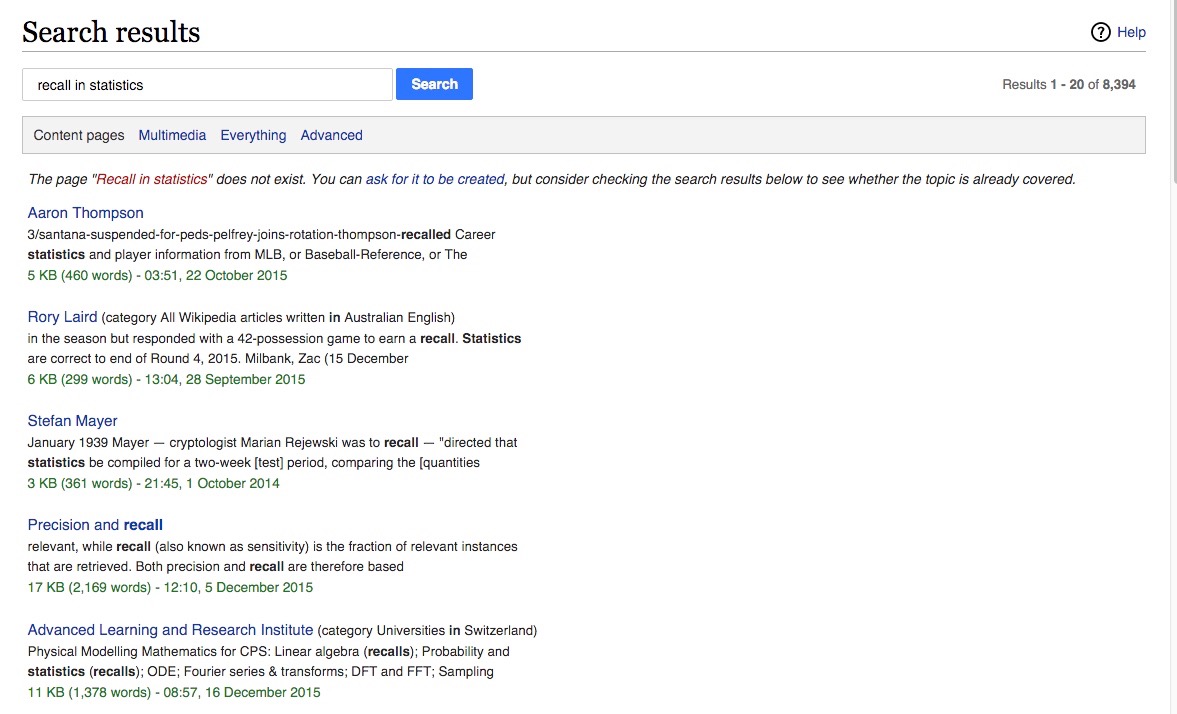 Search results
? Help
recall in statistics
Search
Results 1 - 20 of 8,394
Content pages Multimedia Everything Advanced
The page "Recall in statistics" does not exist. You can ask for it to be created, but consider checking the search results below to see whether the topic is already covered.
Aaron Thompson
3/santana-suspended-for-peds-pelfrey-joins-rotation-thompson-recalled Career
statistics and player information from MLB, or Baseball-Reference, or The
5 KB (460 words) - 03:51, 22 October 2015
Rory Laird (category All Wikipedia articles written in Australian English)
in the season but responded with a 42-possession game to earn a recall. Statistics
are correct to end of Round 4, 2015. Milbank, Zac (15 December
6 KB (299 words) - 13:04, 28 September 2015
Stefan Mayer
January 1939 Mayer — cryptologist Marian Rejewski was to recall — "directed that
statistics be compiled for a two-week [test] period, comparing the [quantities
3 KB (361 words) - 21:45, 1 October 2014
Precision and recall
relevant, while recall (also known as sensitivity) is the fraction of relevant instances
that are retrieved. Both precision and recall are therefore based
17 KB (2,169 words) - 12:10, 5 December 2015
Advanced Learning and Research Institute (category Universities in Switzerland)
Physical Modelling Mathematics for CPS: Linear algebra (recalls); Probability and
statistics (recalls); ODE; Fourier series & transforms; DFT and FFT; Sampling
11 KB (1,378 words) - 08:57, 16 December 2015